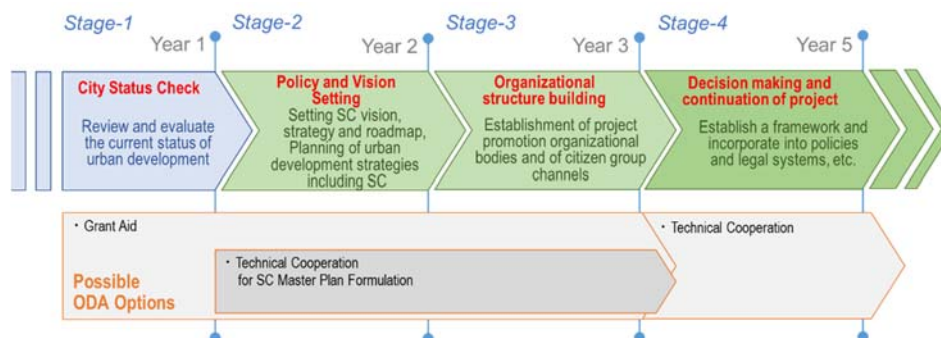 Stage-1
Stage-2
Stage-3
Stage-4
Year 1
Year 2
Year 3
Year 5
City Status Check
Review and evaluate
the current status of
urban development
Policy and Vision
Setting
Setting SC vision,
strategy and roadmap,
Planning of urban
development strategies
including SC
Organizational
structure building
Establishment of project
promotion organizational
bodies and of citizen group
channels
Decision making and
continuation of project
Establish a framework and
incorporate into policies
and legal systems, etc.
・Grant Aid
・Technical Cooperation
・Technical Cooperation
for SC Master Plan Formulation
Possible
ODA Options